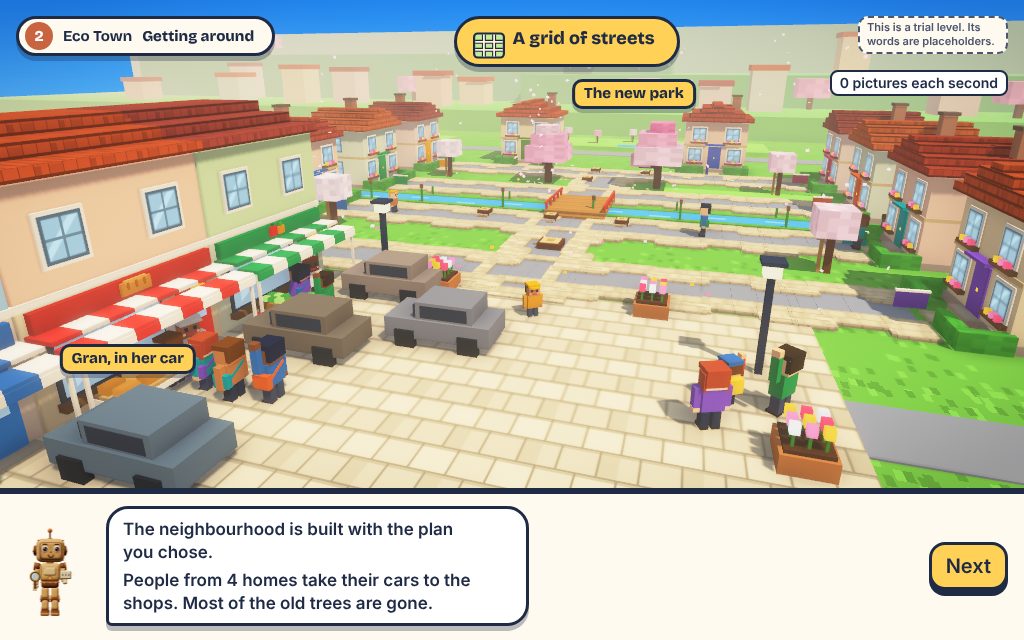 2 Eco Town Getting around
A grid of streets
This is a trial level. Its
words are placeholders.
0 pictures each second
The new park
Gran, in her car
The neighbourhood is built with the plan
you chose.
People from 4 homes take their cars to the
shops. Most of the old trees are gone.
Next